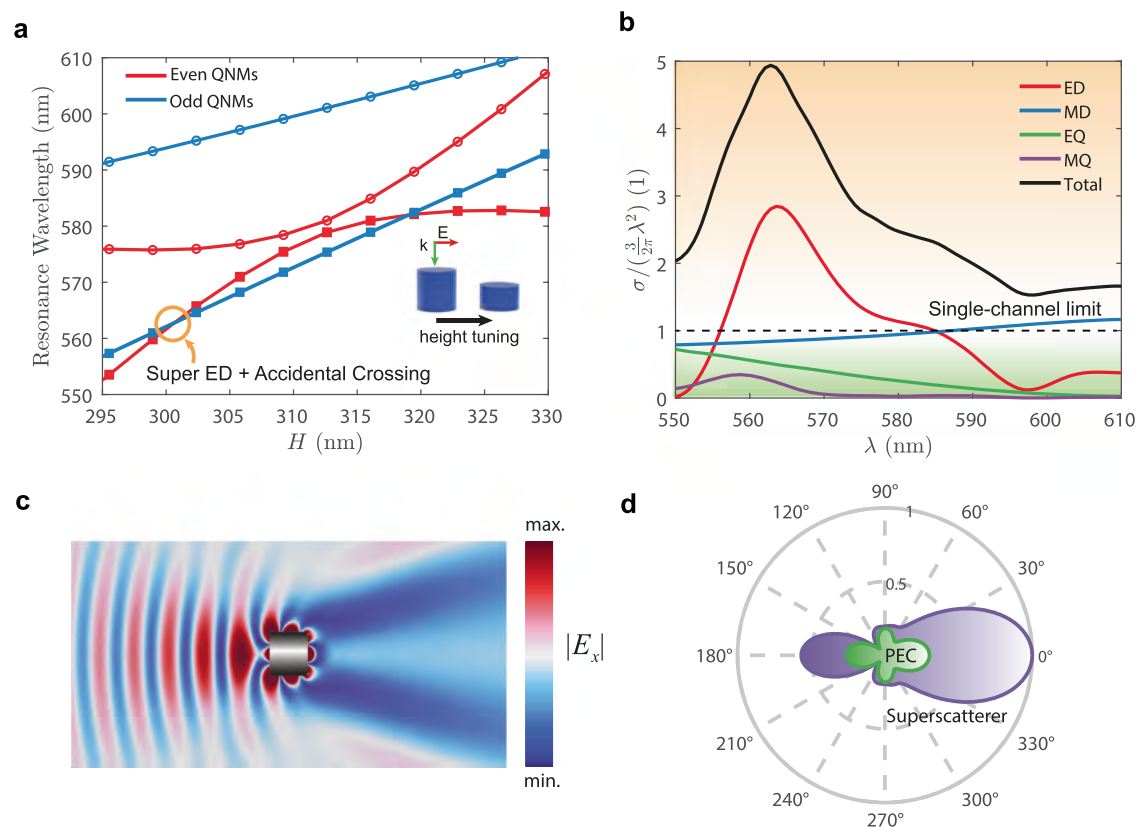 a
Resonance Wavelength (nm)
610
600
590
580
570
560
550
Even QNMs
Odd QNMs
E
k
height tuning
Super ED + Accidental Crossing
295
300
305
310
315
320
325
330
H (nm)
b
σ/(3/2π λ²) (1)
5
4
3
2
1
0
ED
MD
EQ
MQ
Total
Single-channel limit
550
560
570
580
590
600
610
λ (nm)
c
max.
|Eₓ|
min.
d
90°
120°
60°
1
150°
30°
0.5
180°
PEC
0°
Superscatterer
210°
330°
240°
300°
270°